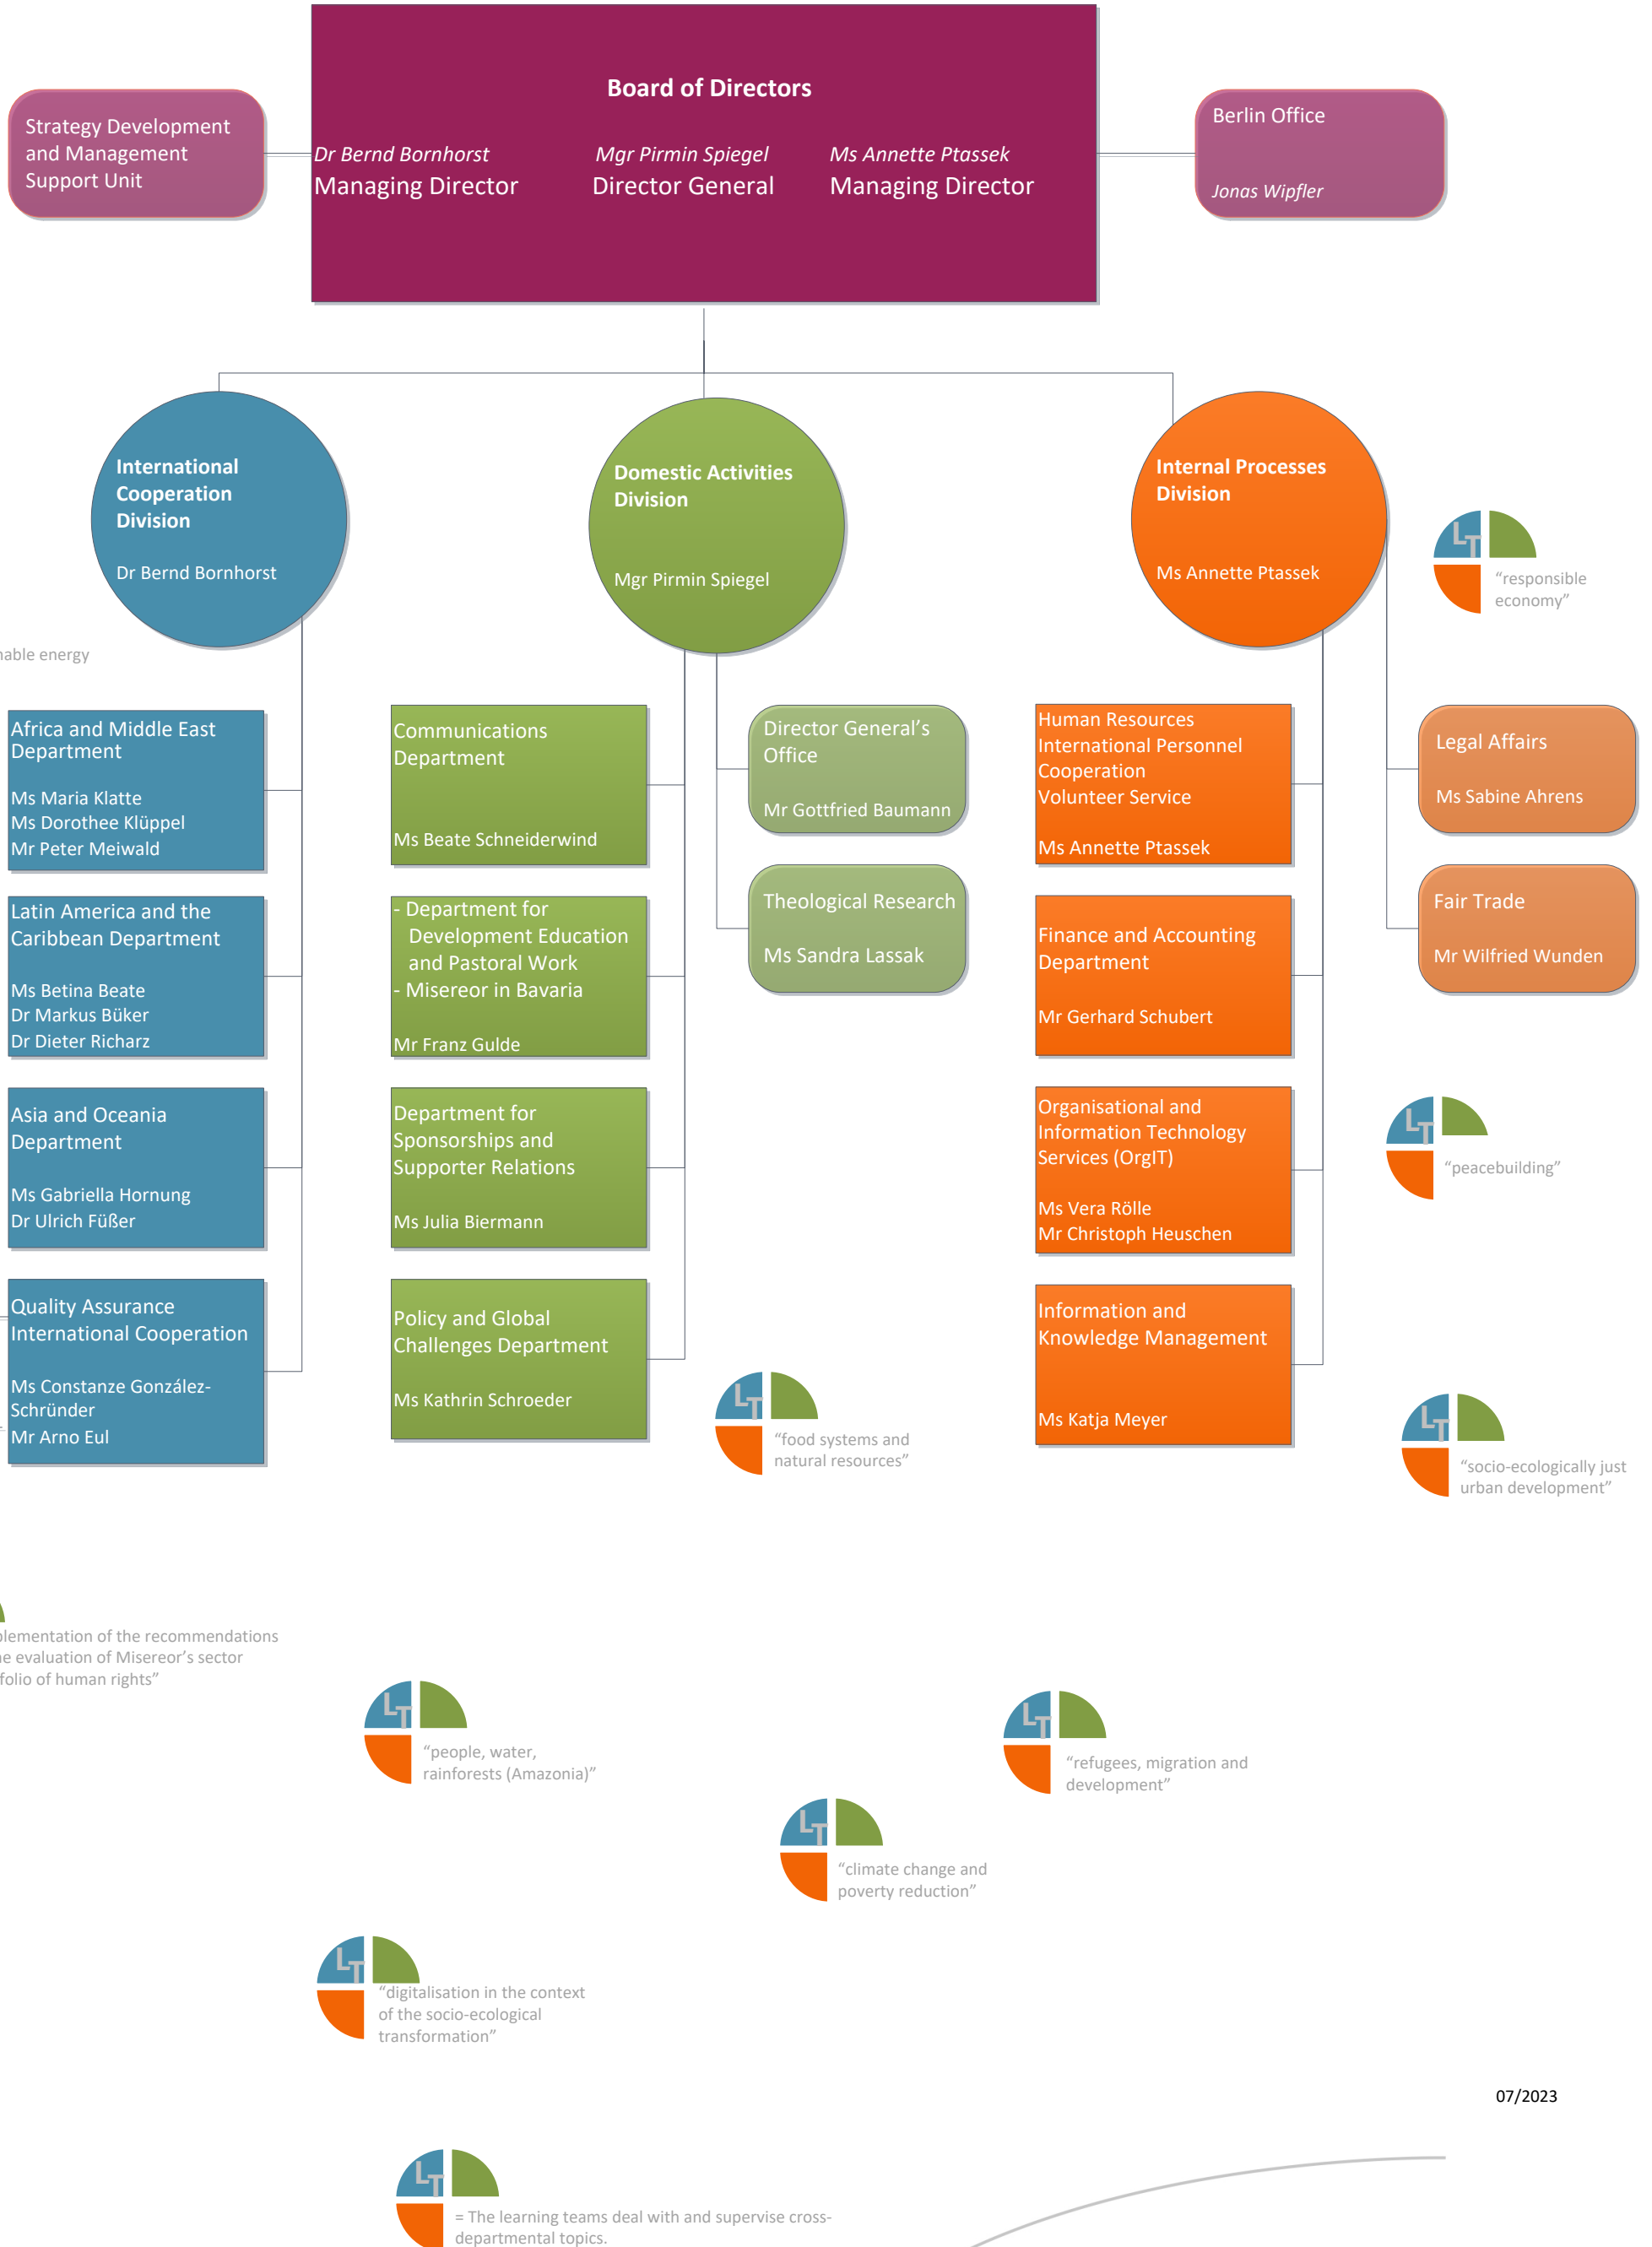 Board of Directors
Strategy Development
and Management
Support Unit
Dr Bernd Bornhorst
Managing Director
Mgr Pirmin Spiegel
Director General
Ms Annette Ptassek
Managing Director
Berlin Office
Jonas Wipfler
International
Cooperation
Division
Dr Bernd Bornhorst
Domestic Activities
Division
Mgr Pirmin Spiegel
Internal Processes
Division
Ms Annette Ptassek
LT
“responsible
economy”
energy
Africa and Middle East
Department
Ms Maria Klatte
Ms Dorothee Klüppel
Mr Peter Meiwald
Latin America and the
Caribbean Department
Ms Betina Beate
Dr Markus Büker
Dr Dieter Richarz
Asia and Oceania
Department
Ms Gabriella Hornung
Dr Ulrich Füßer
Quality Assurance
International Cooperation
Ms Constanze González-
Schründer
Mr Arno Eul
Communications
Department
Ms Beate Schneiderwind
- Department for
Development Education
and Pastoral Work
- Misereor in Bavaria
Mr Franz Gulde
Department for
Sponsorships and
Supporter Relations
Ms Julia Biermann
Policy and Global
Challenges Department
Ms Kathrin Schroeder
Director General’s
Office
Mr Gottfried Baumann
Theological Research
Ms Sandra Lassak
Human Resources
International Personnel
Cooperation
Volunteer Service
Ms Annette Ptassek
Finance and Accounting
Department
Mr Gerhard Schubert
Organisational and
Information Technology
Services (OrgIT)
Ms Vera Rölle
Mr Christoph Heuschen
Information and
Knowledge Management
Ms Katja Meyer
Legal Affairs
Ms Sabine Ahrens
Fair Trade
Mr Wilfried Wunden
LT
“peacebuilding”
LT
“food systems and
natural resources”
LT
“socio-ecologically just
urban development”
of the recommendations
evaluation of Misereor’s sector
of human rights”
LT
“people, water,
rainforests (Amazonia)”
LT
“refugees, migration and
development”
LT
“climate change and
poverty reduction”
LT
“digitalisation in the context
of the socio-ecological
transformation”
07/2023
LT
= The learning teams deal with and supervise cross-
departmental topics.